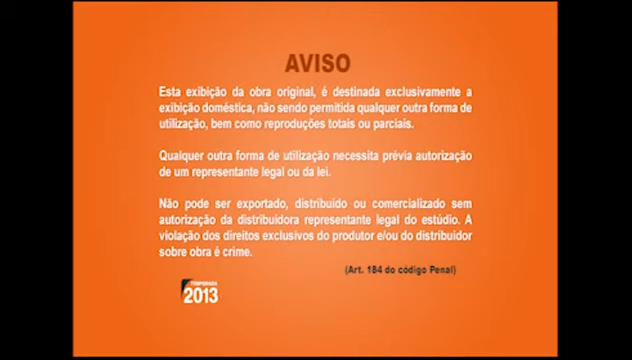 AVISO
Esta exibição da obra original, é destinada exclusivamente a
exibição doméstica, não sendo permitida qualquer outra forma de
utilização, bem como reproduções totais ou parciais.
Qualquer outra forma de utilização necessita prévia autorização
de um representante legal ou da lei.
Não pode ser exportado, distribuído ou comercializado sem
autorização da distribuidora representante legal do estúdio. A
violação dos direitos exclusivos do produtor e/ou do distribuidor
sobre obra é crime.
(Art. 184 do código Penal)
TEMPORADA
2013